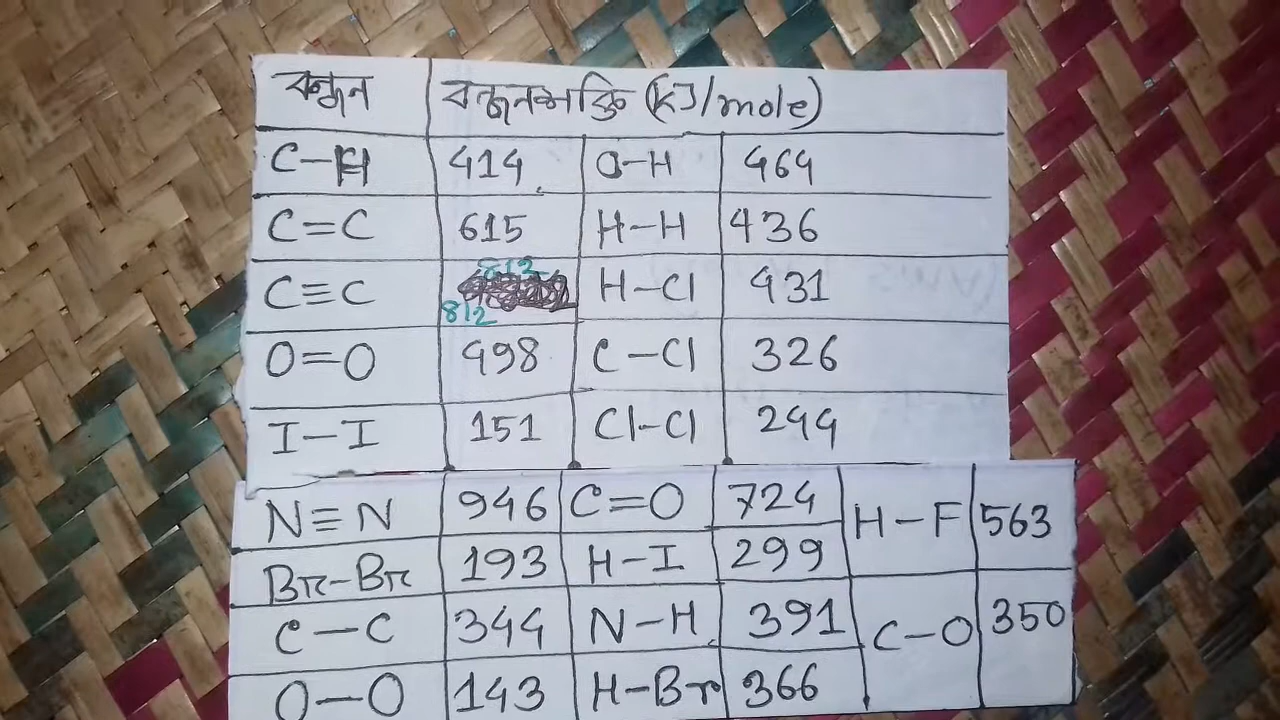 বন্ধন বন্ধনশক্তি (kJ/mole)
C-H 414 O-H 464
C=C 615 H-H 436
C≡C 812 812 H-Cl 431
O=O 498 C-Cl 326
I-I 151 Cl-Cl 244
N≡N 946 C=O 724 H-F 563
Br-Br 193 H-I 299
C-C 344 N-H 391 C-O 350
O-O 143 H-Br 366